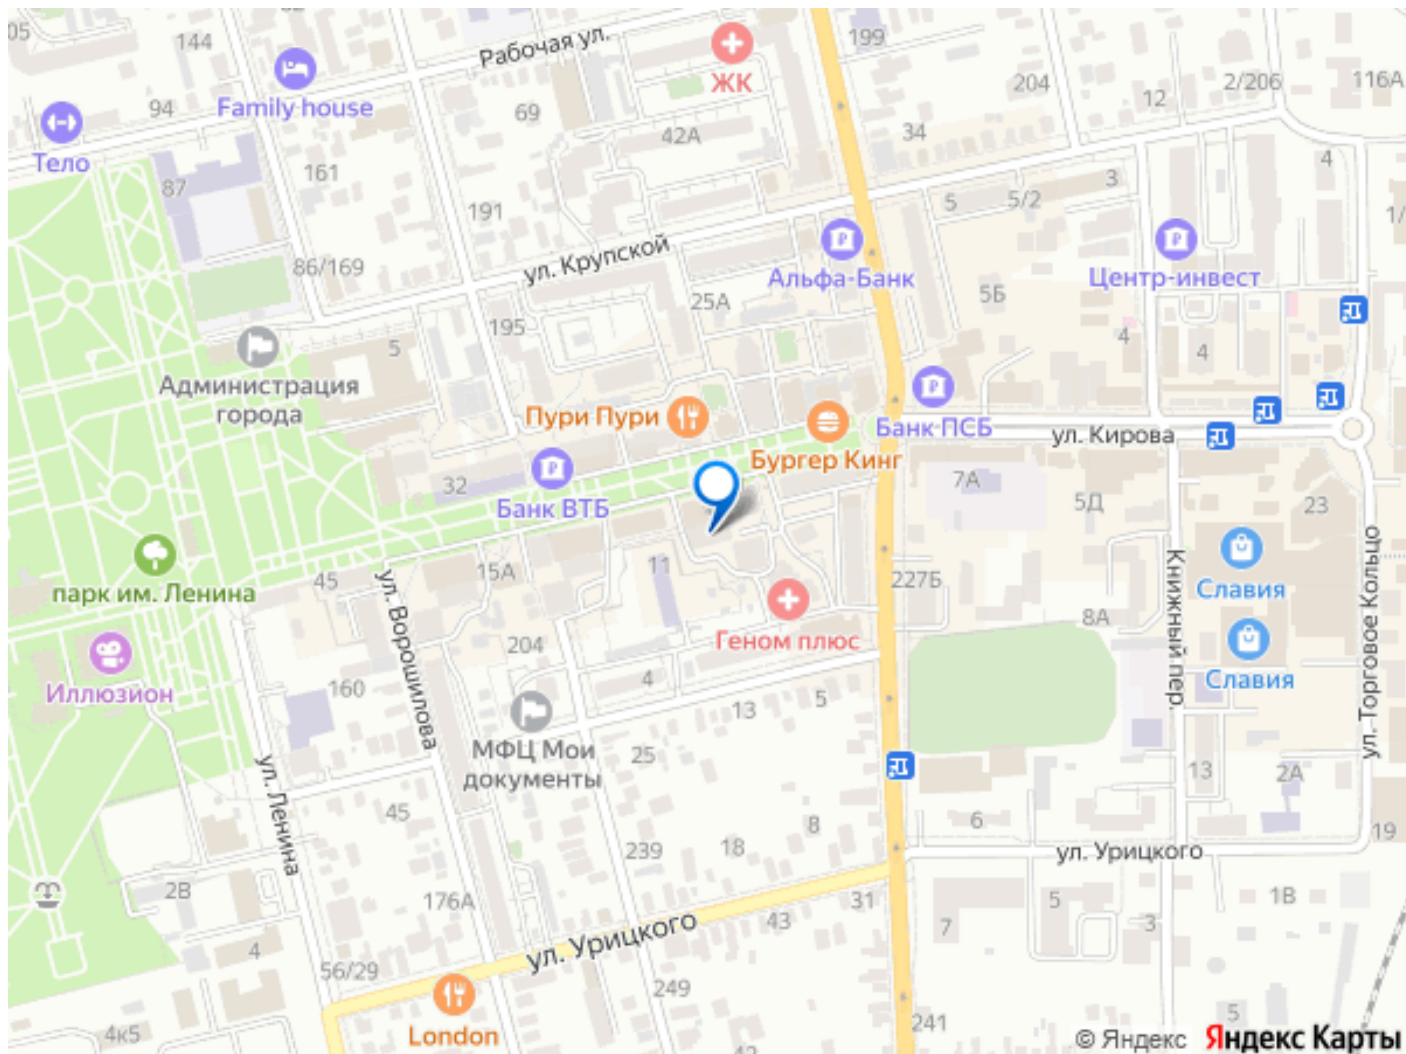 05
144
Рабочая ул.
ЖК
199
204
2/206
116А
12
Family house
94
69
42А
34
Тело
87
161
191
5
5/2
3
4
1/
86/169
ул. Крупской
Альфа-Банк
Центр-инвест
25А
5Б
195
5
4
4
Администрация
города
Пури Пури
Банк ПСБ
ул. Кирова
Бургер Кинг
32
Банк ВТБ
7А
5Д
23
парк им. Ленина
45
15А
11
227Б
Славия
8А
Геном плюс
204
Иллюзион
160
4
Славия
Книжный пер.
ул. Торговое Кольцо
ул. Ворошилова
13
5
МФЦ Мои
документы
25
13
2А
ул. Ленина
45
8
6
19
239
18
ул. Урицкого
2В
176А
5
1В
31
43
7
3
ул. Урицкого
4
56/29
249
London
4к5
241
5
© Яндекс Яндекс Карты